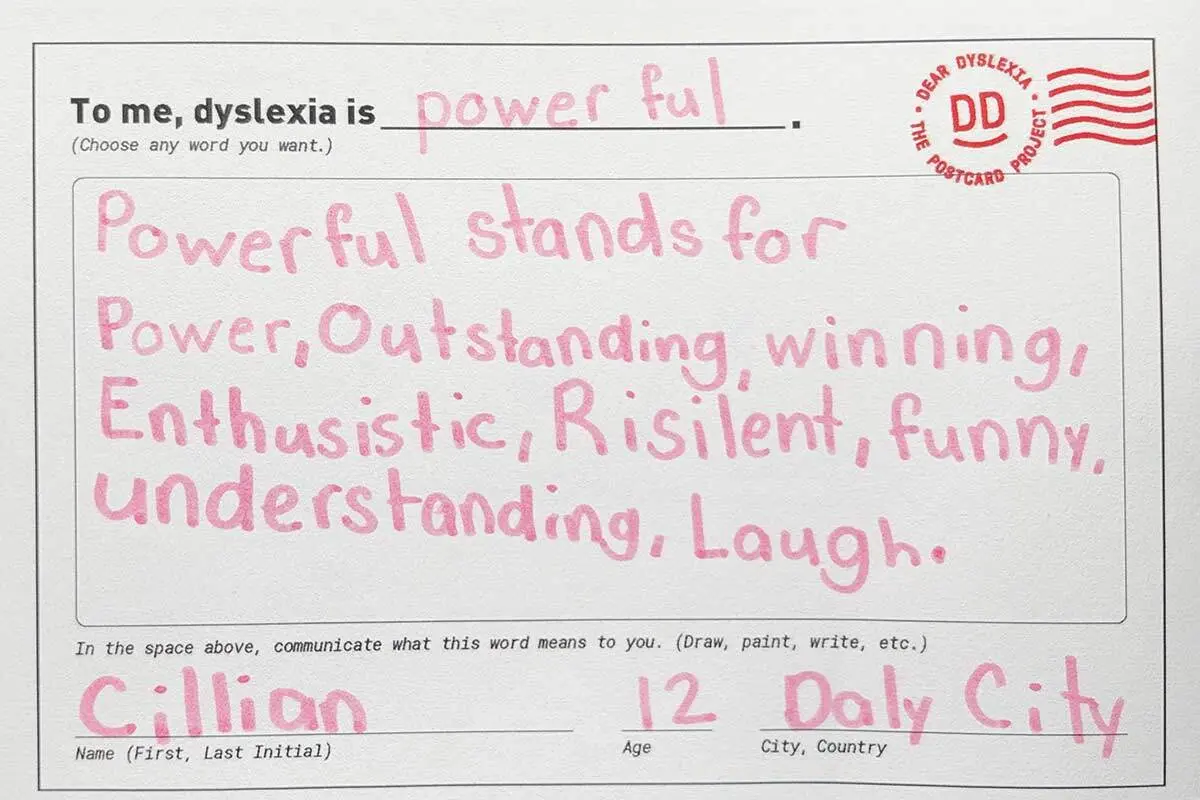 To me, dyslexia is power ful.
(Choose any word you want.)
DEAR DYSLEXIA • THE POSTCARD PROJECT •
DD
Powerful stands for
Power, Outstanding, winning,
Enthusistic, Risilent, funny,
understanding, Laugh.
In the space above, communicate what this word means to you. (Draw, paint, write, etc.)
Cillian 12 Daly City
Name (First, Last Initial) Age City, Country